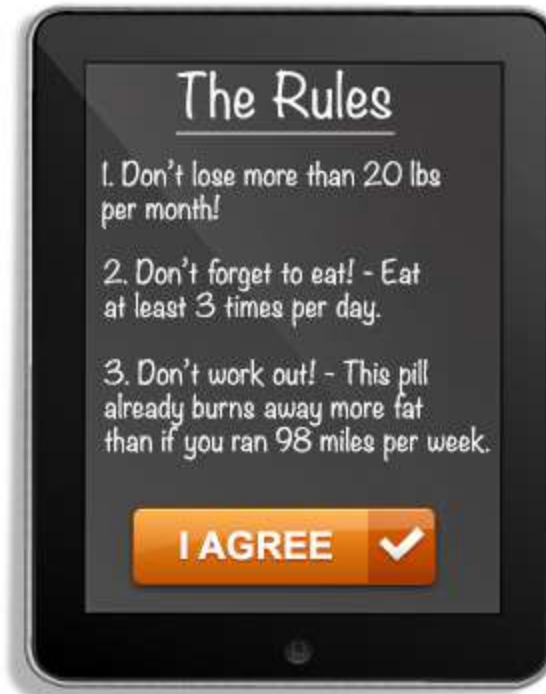 The Rules
1. Don't lose more than 20 lbs
per month!
2. Don't forget to eat! - Eat
at least 3 times per day.
3. Don't work out! - This pill
already burns away more fat
than if you ran 98 miles per week.
I AGREE